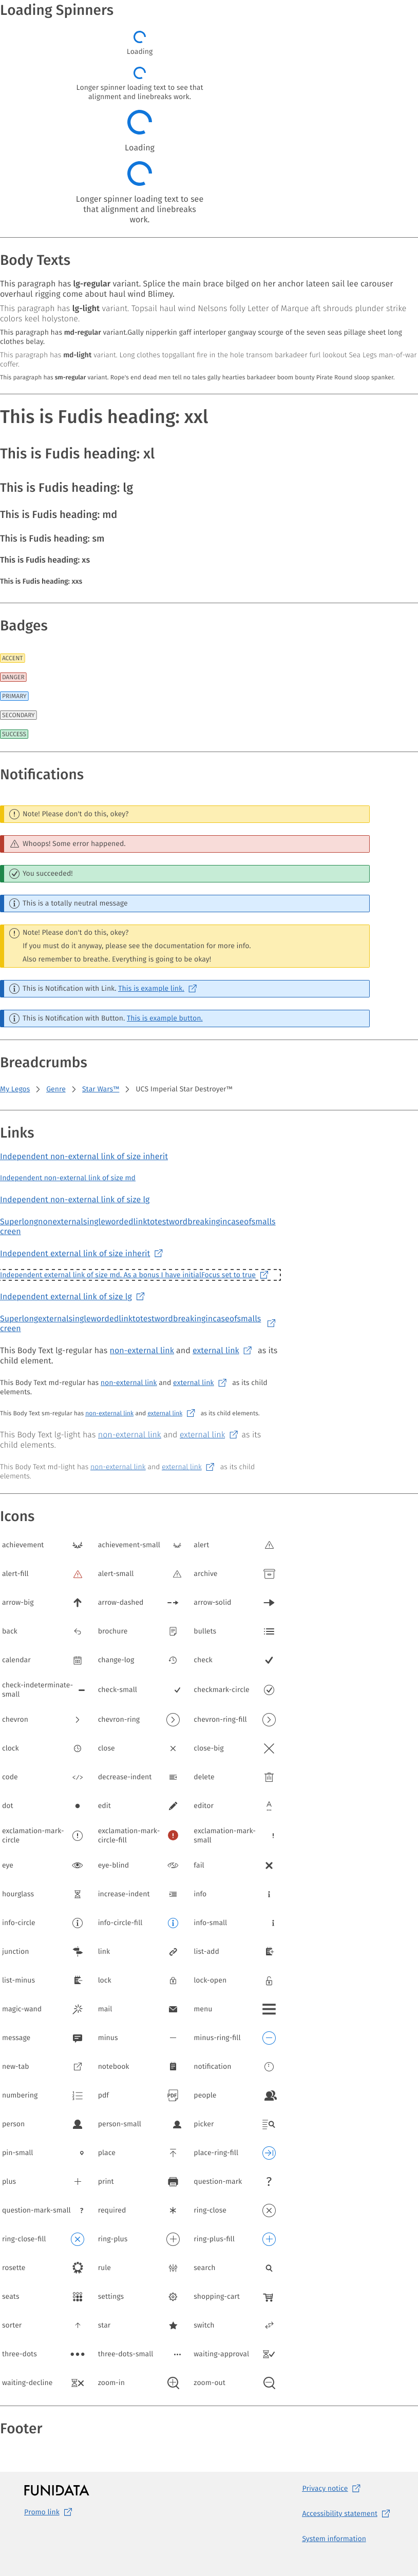 Loading Spinners
Loading
Longer spinner loading text to see that
alignment and linebreaks work.
Loading
Longer spinner loading text to see
that alignment and linebreaks
work.
Body Texts
This paragraph has lg-regular variant. Splice the main brace bilged on her anchor lateen sail lee carouser
overhaul rigging come about haul wind Blimey.
This paragraph has lg-light variant. Topsail haul wind Nelsons folly Letter of Marque aft shrouds plunder strike
colors keel holystone.
This paragraph has md-regular variant.Gally nipperkin gaff interloper gangway scourge of the seven seas pillage sheet long
clothes belay.
This paragraph has md-light variant. Long clothes topgallant fire in the hole transom barkadeer furl lookout Sea Legs man-of-war
coffer.
This paragraph has sm-regular variant. Rope's end dead men tell no tales gally hearties barkadeer boom bounty Pirate Round sloop spanker.
This is Fudis heading: xxl
This is Fudis heading: xl
This is Fudis heading: lg
This is Fudis heading: md
This is Fudis heading: sm
This is Fudis heading: xs
This is Fudis heading: xxs
Badges
ACCENT
DANGER
PRIMARY
SECONDARY
SUCCESS
Notifications
Note! Please don't do this, okey?
Whoops! Some error happened.
You succeeded!
This is a totally neutral message
Note! Please don't do this, okey?
If you must do it anyway, please see the documentation for more info.
Also remember to breathe. Everything is going to be okay!
This is Notification with Link. This is example link.
This is Notification with Button. This is example button.
Breadcrumbs
My Legos Genre Star Wars™ UCS Imperial Star Destroyer™
Links
Independent non-external link of size inherit
Independent non-external link of size md
Independent non-external link of size lg
Superlongnonexternalsinglewordedlinktotestwordbreakingincaseofsmalls
creen
Independent external link of size inherit
Independent external link of size md. As a bonus I have initialFocus set to true
Independent external link of size lg
Superlongexternalsinglewordedlinktotestwordbreakingincaseofsmalls
creen
This Body Text lg-regular has non-external link and external link as its
child element.
This Body Text md-regular has non-external link and external link as its child
elements.
This Body Text sm-regular has non-external link and external link as its child elements.
This Body Text lg-light has non-external link and external link as its
child elements.
This Body Text md-light has non-external link and external link as its child
elements.
Icons
achievement achievement-small alert
alert-fill alert-small archive
arrow-big arrow-dashed arrow-solid
back brochure bullets
calendar change-log check
check-indeterminate-
small check-small checkmark-circle
chevron chevron-ring chevron-ring-fill
clock close close-big
code decrease-indent delete
dot edit editor
exclamation-mark-
circle
exclamation-mark-
circle-fill
exclamation-mark-
small
eye eye-blind fail
hourglass increase-indent info
info-circle info-circle-fill info-small
junction link list-add
list-minus lock lock-open
magic-wand mail menu
message minus minus-ring-fill
new-tab notebook notification
numbering pdf people
person person-small picker
pin-small place place-ring-fill
plus print question-mark
question-mark-small required ring-close
ring-close-fill ring-plus ring-plus-fill
rosette rule search
seats settings shopping-cart
sorter star switch
three-dots three-dots-small waiting-approval
waiting-decline zoom-in zoom-out
Footer
FUNIDATA
Promo link
Privacy notice
Accessibility statement
System information